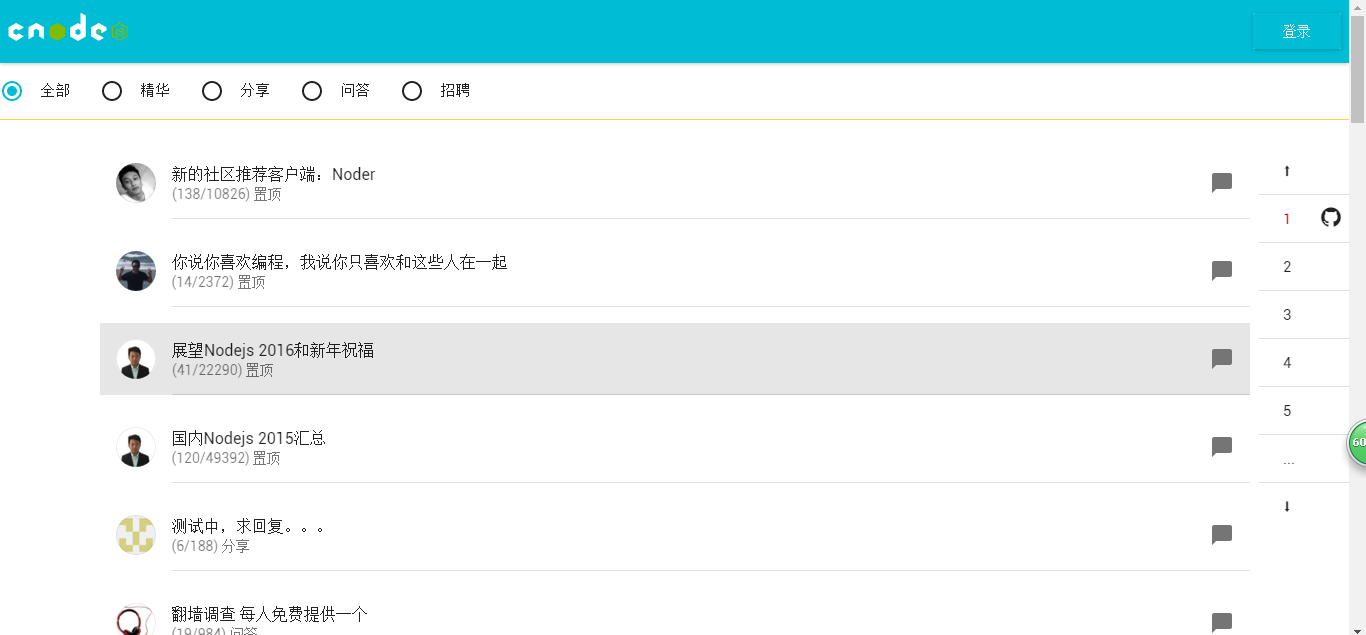 cnode
登录
全部 精华 分享 问答 招聘
新的社区推荐客户端：Noder
(138/10826) 置顶
你说你喜欢编程，我说你只喜欢和这些人在一起
(14/2372) 置顶
展望Nodejs 2016和新年祝福
(41/22290) 置顶
国内Nodejs 2015汇总
(120/49392) 置顶
测试中，求回复。。。
(6/188) 分享
翻墙调查 每人免费提供一个
(19/984) 问答
⬆
1
2
3
4
5
...
⬇
60